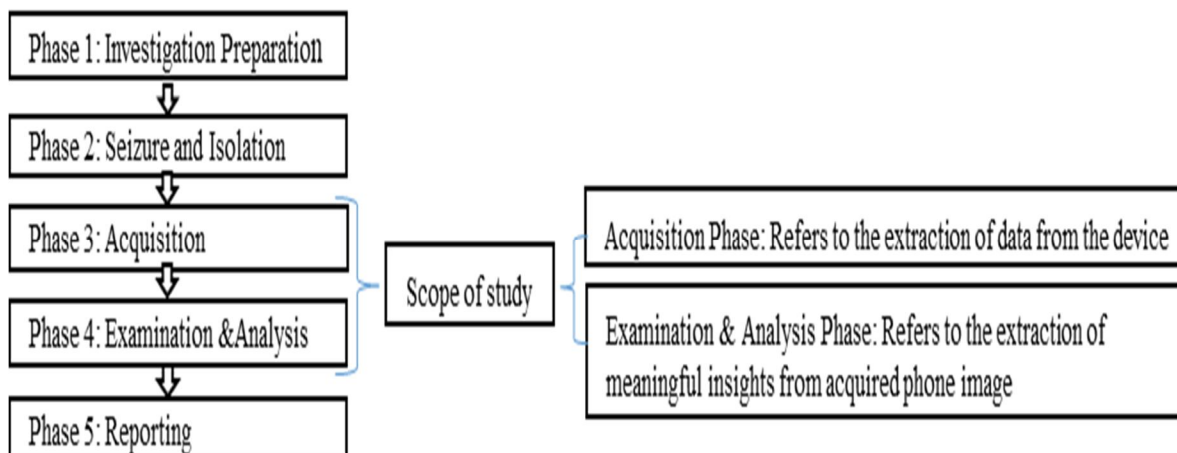 Phase 1: Investigation Preparation
Phase 2: Seizure and Isolation
Phase 3: Acquisition
Phase 4: Examination &Analysis
Phase 5: Reporting
Scope of study
Acquisition Phase: Refers to the extraction of data from the device
Examination & Analysis Phase: Refers to the extraction of
meaningful insights from acquired phone image